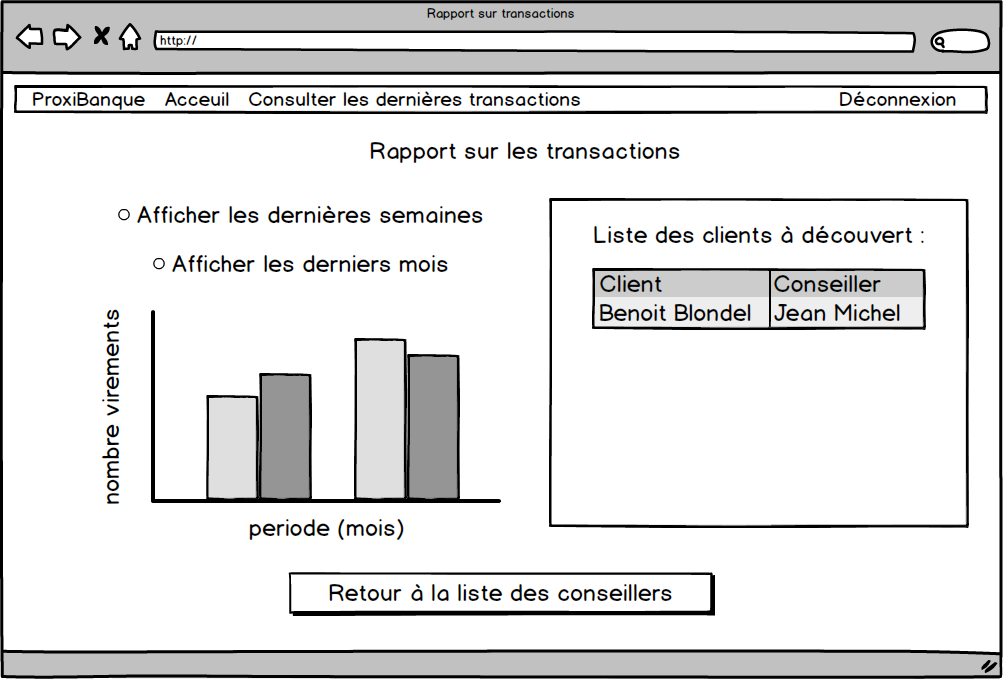 Rapport sur transactions
http://
ProxiBanque Acceuil Consulter les dernières transactions Déconnexion
Rapport sur les transactions
Afficher les dernières semaines
Afficher les derniers mois
nombre virements
periode (mois)
Liste des clients à découvert :
Client Conseiller
Benoit Blondel Jean Michel
Retour à la liste des conseillers